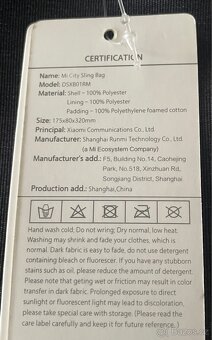 CERTIFICATION
Name: Mi City Sling Bag
Model: DSXB01RM
Material: Shell – 100% Polyester
Lining – 100% Polyester
Padding – 100% Polyethylene foamed cotton
Size: 175x80x320mm
Principal: Xiaomi Communications Co., Ltd.
Manufacturer: Shanghai Runmi Technology Co., Ltd.
(a Mi Ecosystem Company)
Manufacturer's add.: F5, Building No.14, Caohejing
Park, No.518, Xinzhuan Rd,
Songjiang District, Shanghai
Production add.: Shanghai,China
Hand wash cold; Do not wring; Dry normal, low heat.
Washing may shrink and fade your clothes, which is
normal. Do not wash with dark fabric, do not use
detergent containing bleach or fluorescer. If you have any stubborn
stains such as oil, please reduce the amount of detergent.
Please note that getting wet or friction may result in color
transfer in dark fabric. Prolonged exposure to direct
sunlight or fluorescent light may lead to discoloration,
please take special care with storage. (Please read the
care label carefully and keep it for future reference.)